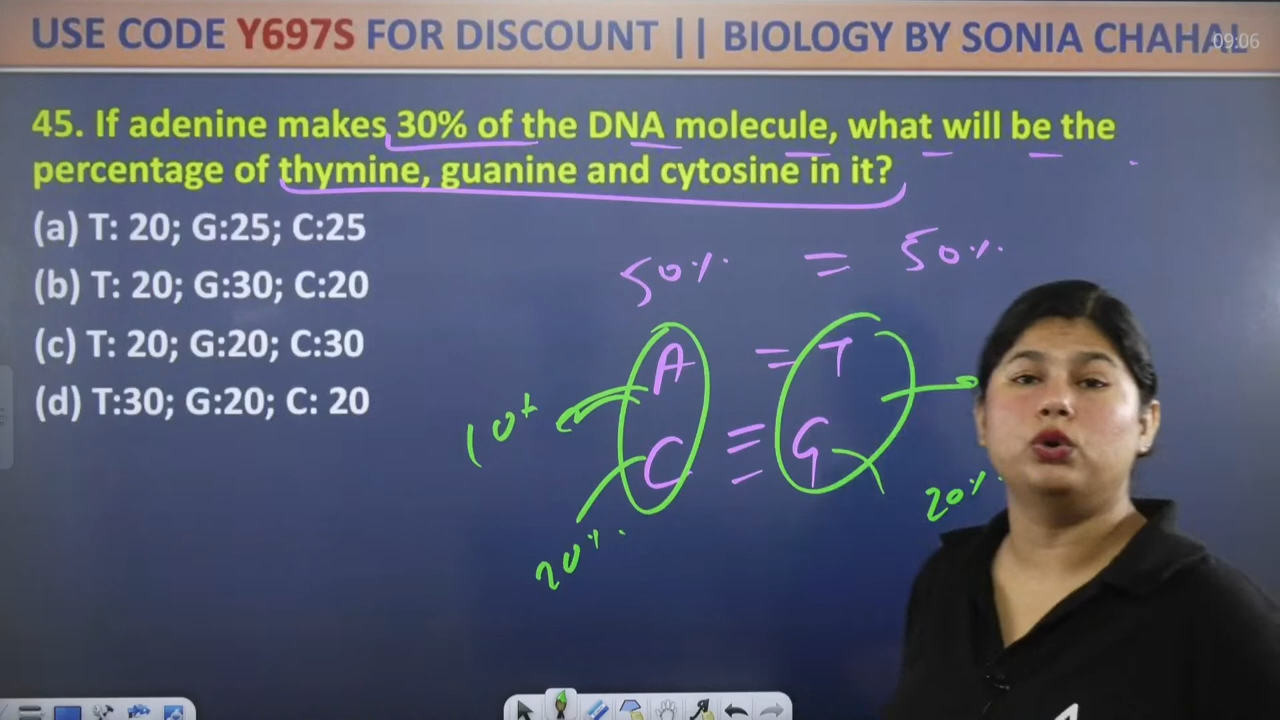 USE CODE Y697S FOR DISCOUNT || BIOLOGY BY SONIA CHAHAL
09:06
45. If adenine makes 30% of the DNA molecule, what will be the
percentage of thymine, guanine and cytosine in it?
(a) T: 20; G:25; C:25
(b) T: 20; G:30; C:20
(c) T: 20; G:20; C:30
(d) T:30; G:20; C: 20
50% = 50%
A = T
C ≡ G
20%
20%